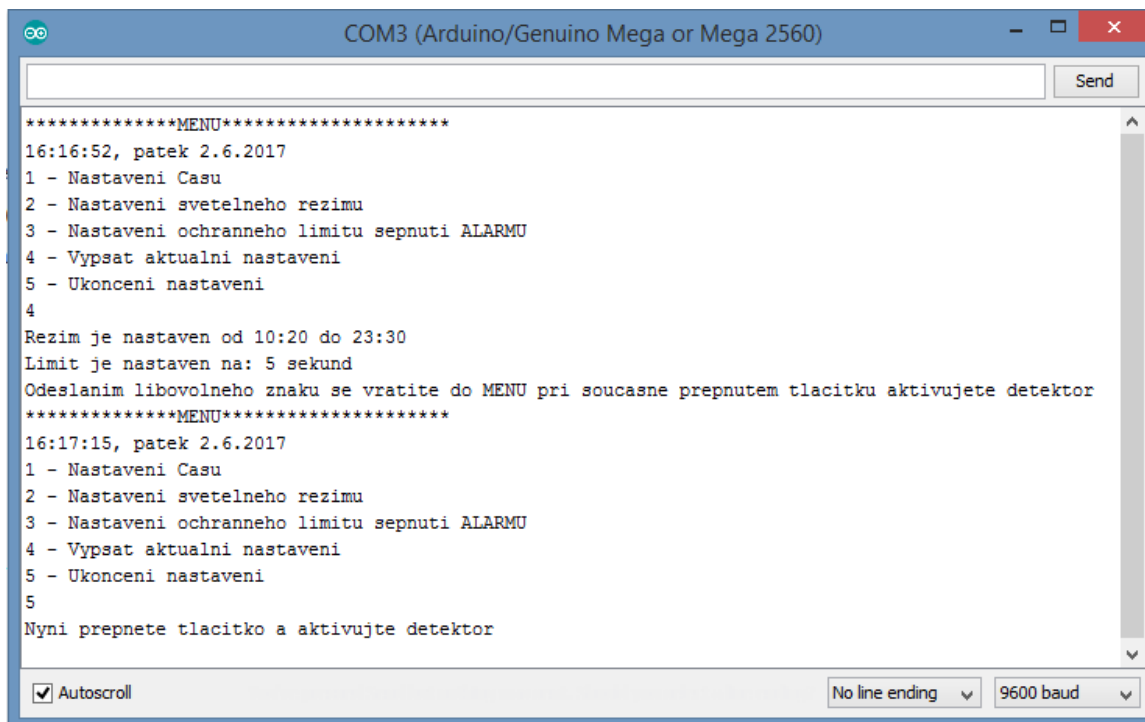 COM3 (Arduino/Genuino Mega or Mega 2560)
Send
**************MENU*********************
16:16:52, patek 2.6.2017
1 - Nastaveni Casu
2 - Nastaveni svetelneho rezimu
3 - Nastaveni ochranneho limitu sepnuti ALARMU
4 - Vypsat aktualni nastaveni
5 - Ukonceni nastaveni
4
Rezim je nastaven od 10:20 do 23:30
Limit je nastaven na: 5 sekund
Odeslanim libovolneho znaku se vratite do MENU pri soucasne prepnutem tlacitku aktivujete detektor
**************MENU*********************
16:17:15, patek 2.6.2017
1 - Nastaveni Casu
2 - Nastaveni svetelneho rezimu
3 - Nastaveni ochranneho limitu sepnuti ALARMU
4 - Vypsat aktualni nastaveni
5 - Ukonceni nastaveni
5
Nyni prepnete tlacitko a aktivujte detektor
Autoscroll
No line ending
9600 baud